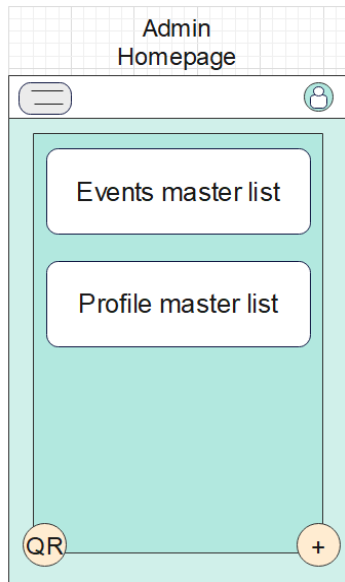 Admin
Homepage
Events master list
Profile master list
QR
+